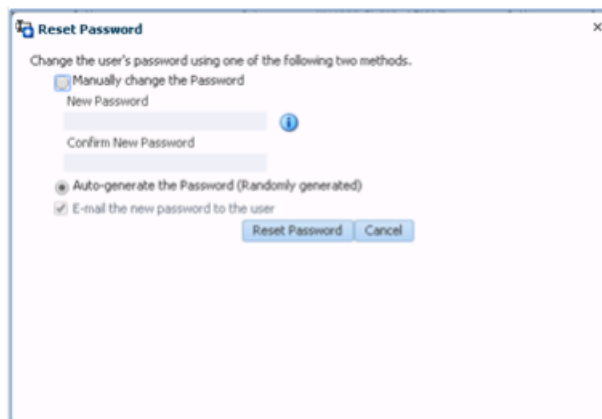 Reset Password
Change the user's password using one of the following two methods.
Manually change the Password
New Password
Confirm New Password
Auto-generate the Password (Randomly generated)
E-mail the new password to the user
Reset Password Cancel